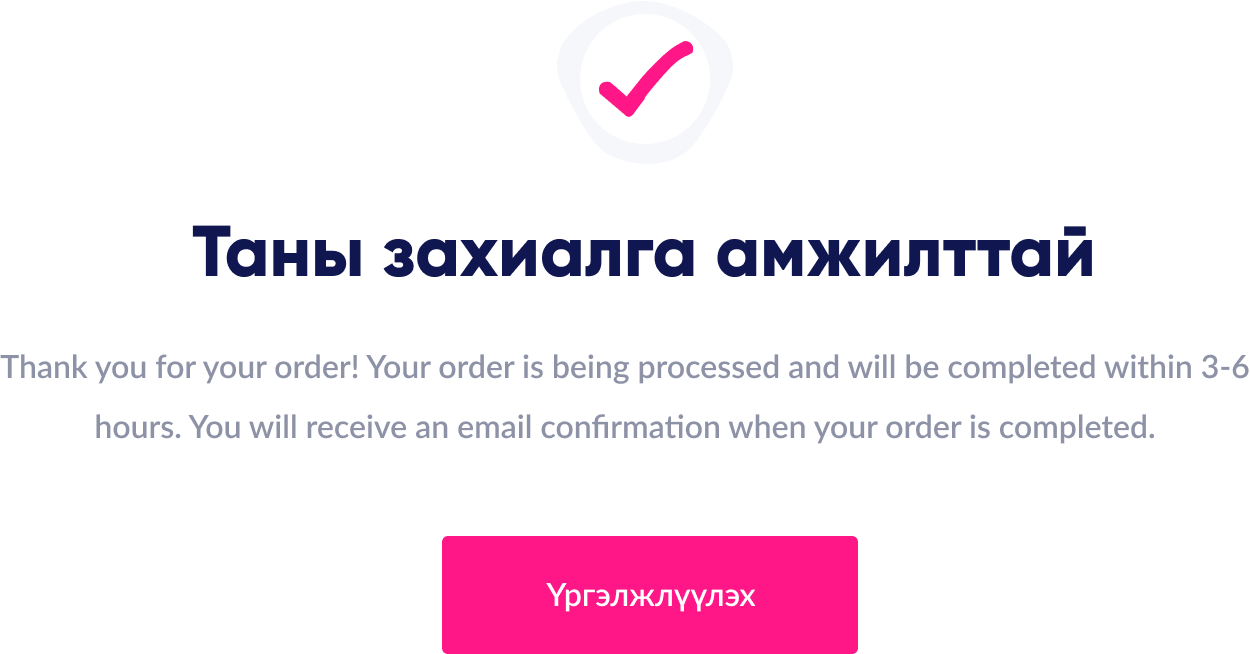 Таны захиалга амжилттай
Thank you for your order! Your order is being processed and will be completed within 3-6
hours. You will receive an email confirmation when your order is completed.
Үргэлжлүүлэх